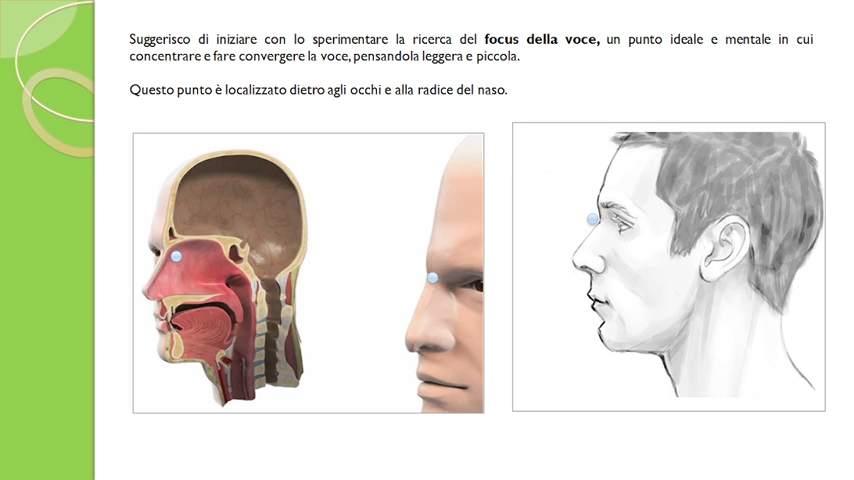 Suggerisco di iniziare con lo sperimentare la ricerca del focus della voce, un punto ideale e mentale in cui
concentrare e fare convergere la voce, pensandola leggera e piccola.
Questo punto è localizzato dietro agli occhi e alla radice del naso.